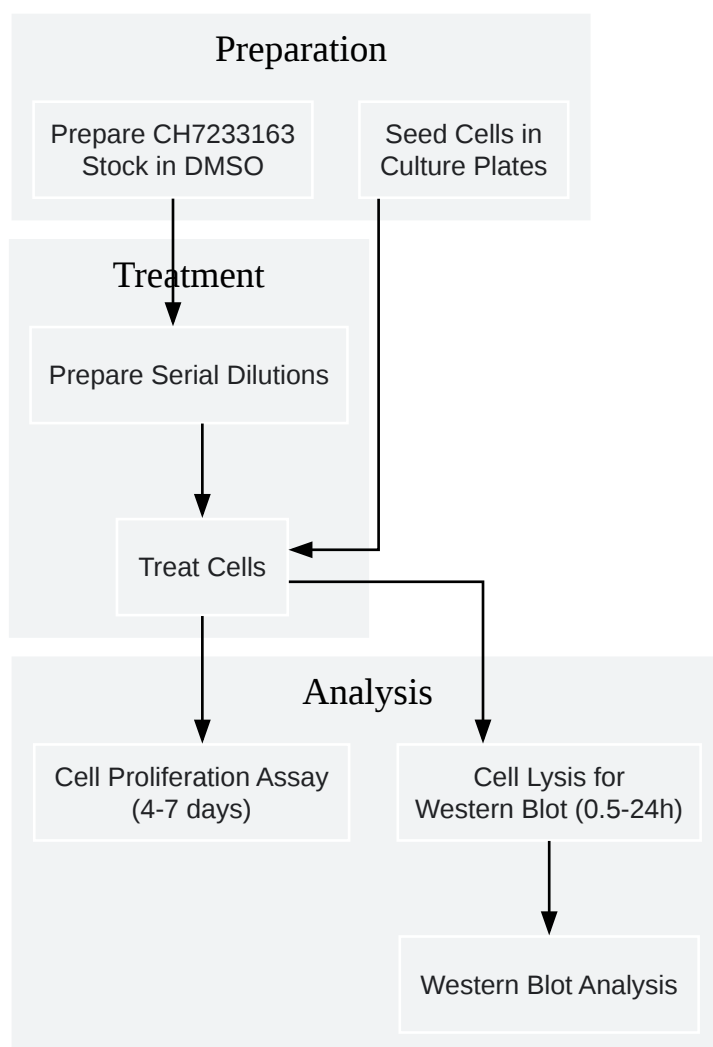 Preparation
Prepare CH7233163
Stock in DMSO
Seed Cells in
Culture Plates
Treatment
Prepare Serial Dilutions
Treat Cells
Analysis
Cell Proliferation Assay
(4-7 days)
Cell Lysis for
Western Blot (0.5-24h)
Western Blot Analysis